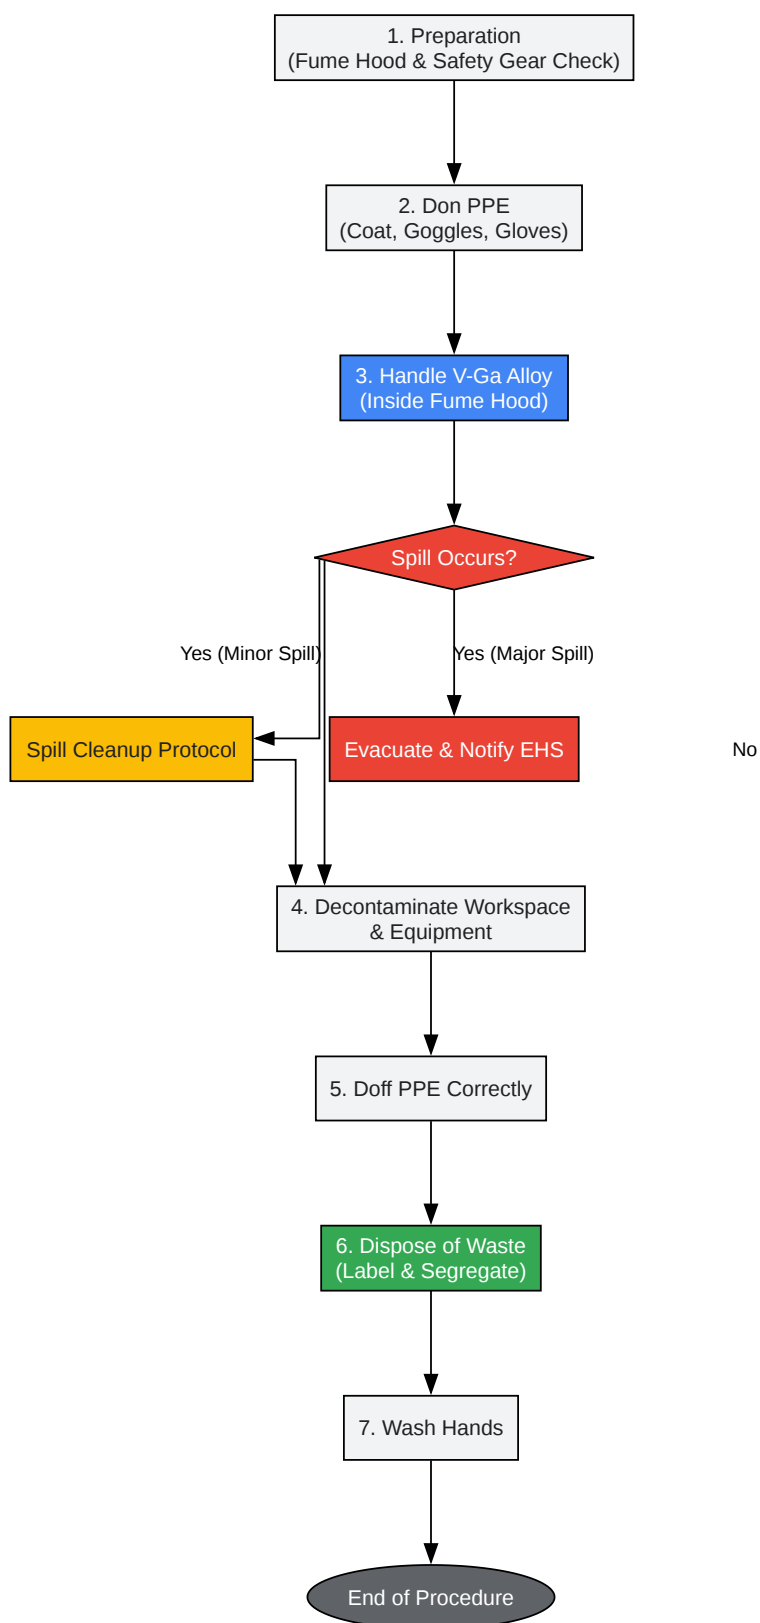 1. Preparation
(Fume Hood & Safety Gear Check)
2. Don PPE
(Coat, Goggles, Gloves)
3. Handle V-Ga Alloy
(Inside Fume Hood)
Spill Occurs?
Yes (Minor Spill)
Yes (Major Spill)
Spill Cleanup Protocol
Evacuate & Notify EHS
No
4. Decontaminate Workspace
& Equipment
5. Doff PPE Correctly
6. Dispose of Waste
(Label & Segregate)
7. Wash Hands
End of Procedure